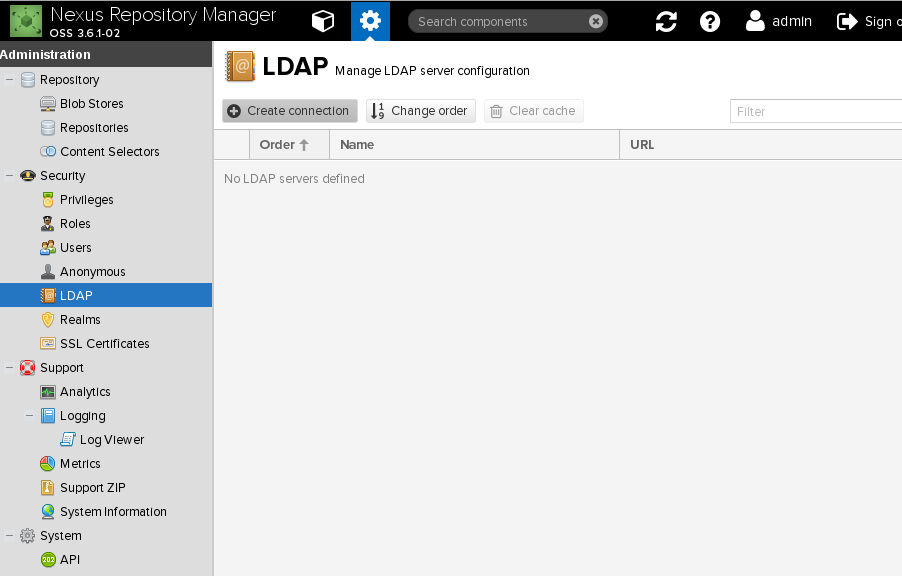 Nexus Repository Manager
OSS 3.6.1-02
Search components
admin
Sign
Administration
Repository
Blob Stores
Repositories
Content Selectors
Security
Privileges
Roles
Users
Anonymous
LDAP
Realms
SSL Certificates
Support
Analytics
Logging
Log Viewer
Metrics
Support ZIP
System Information
System
202
API
LDAP Manage LDAP server configuration
Create connection
Change order
Clear cache
Filter
Order Name URL
No LDAP servers defined